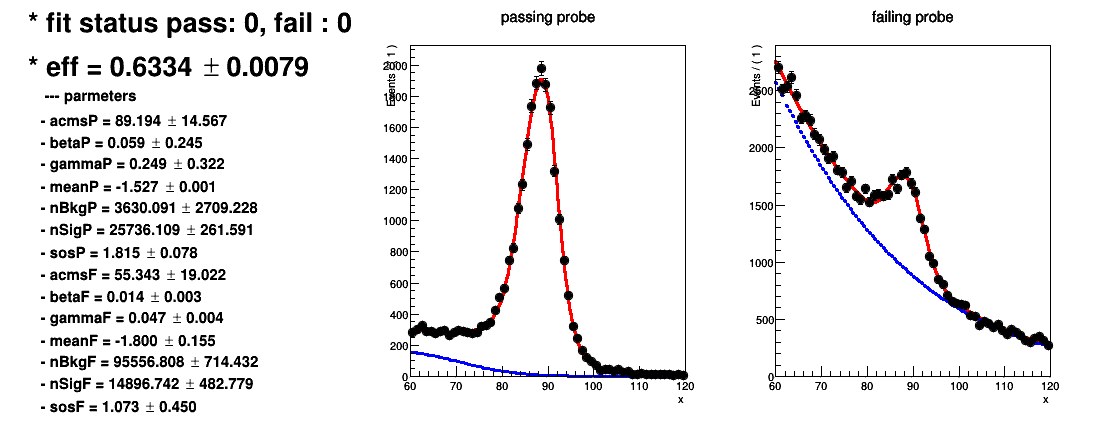 * fit status pass: 0, fail : 0
* eff = 0.6334 ± 0.0079
--- parmeters
- acmsP = 89.194 ± 14.567
- betaP = 0.059 ± 0.245
- gammaP = 0.249 ± 0.322
- meanP = -1.527 ± 0.001
- nBkgP = 3630.091 ± 2709.228
- nSigP = 25736.109 ± 261.591
- sosP = 1.815 ± 0.078
- acmsF = 55.343 ± 19.022
- betaF = 0.014 ± 0.003
- gammaF = 0.047 ± 0.004
- meanF = -1.800 ± 0.155
- nBkgF = 95556.808 ± 714.432
- nSigF = 14896.742 ± 482.779
- sosF = 1.073 ± 0.450
passing probe
Events / ( 1 )
2000
1800
1600
1400
1200
1000
800
600
400
200
0
60 70 80 90 100 110 120
x
failing probe
Events / ( 1 )
2500
2000
1500
1000
500
0
60 70 80 90 100 110 120
x